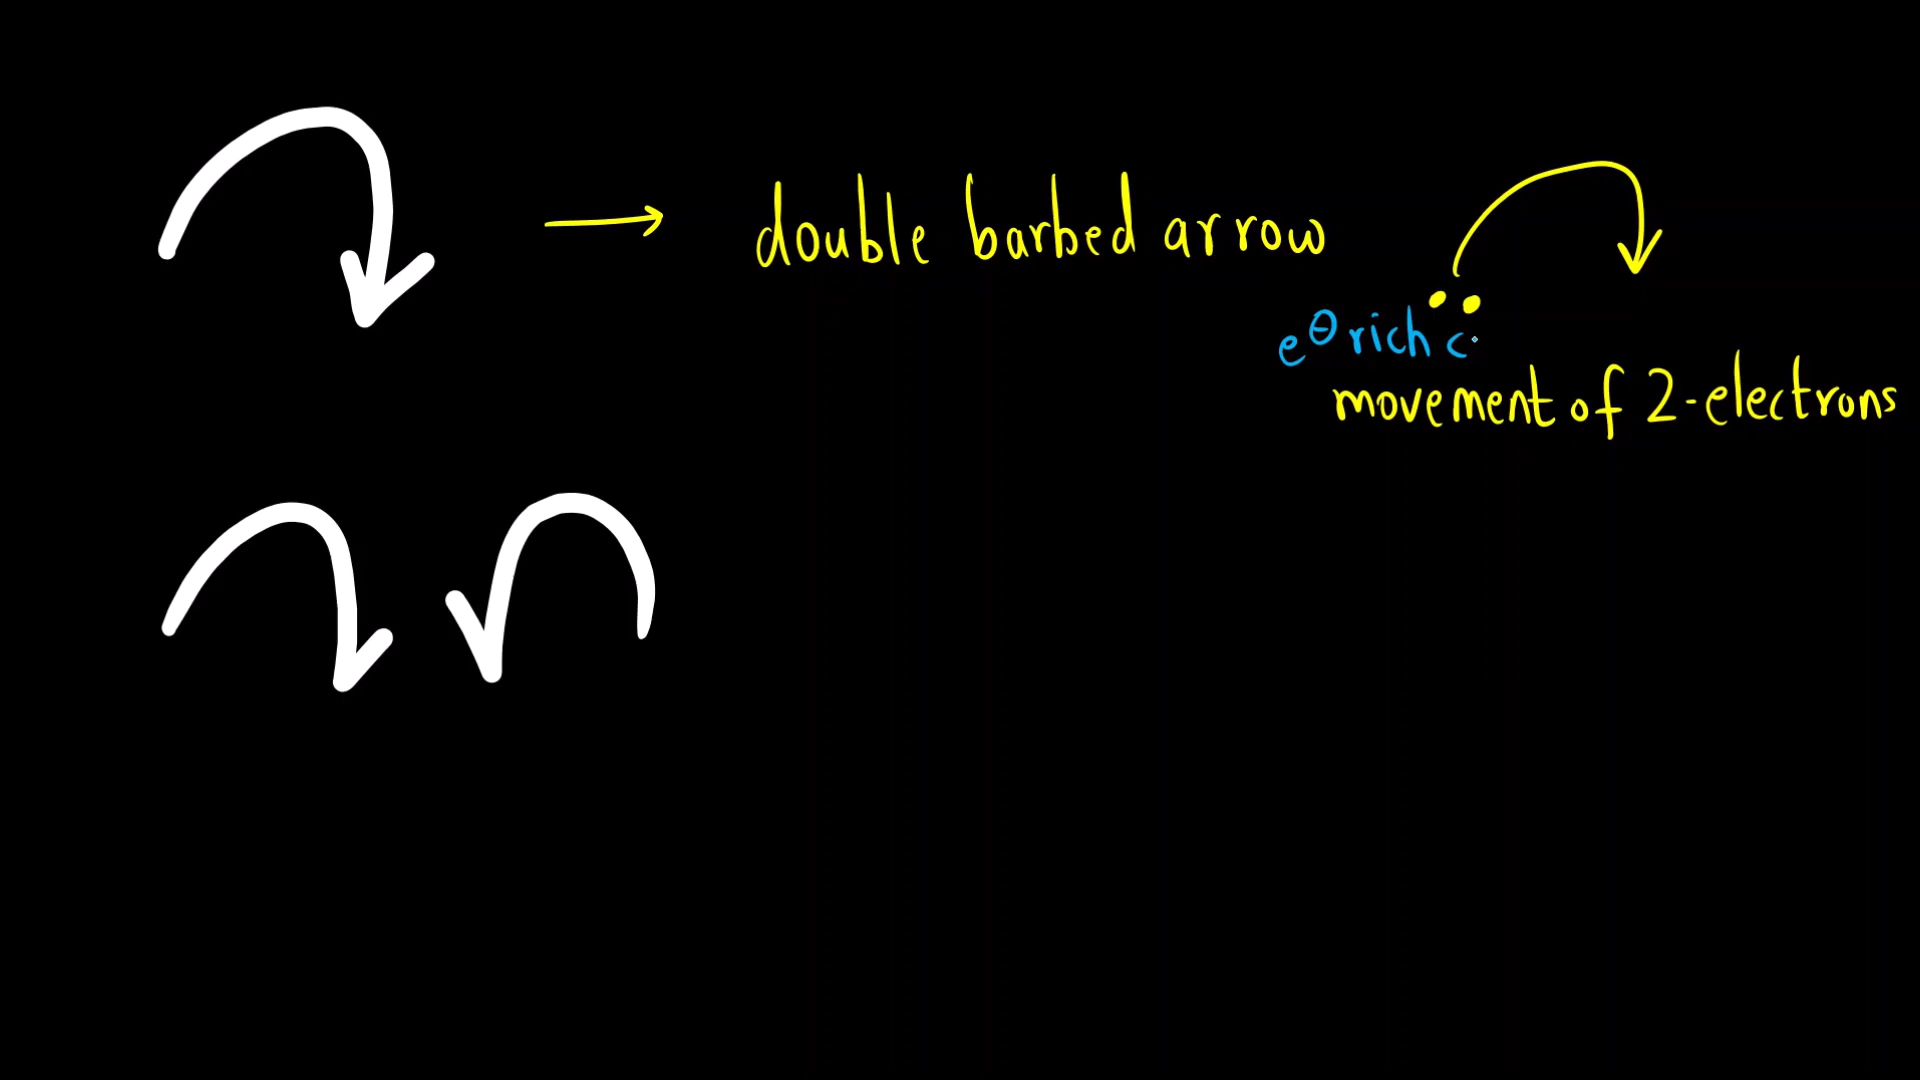 double barbed arrow
e⊖ rich c
movement of 2-electrons